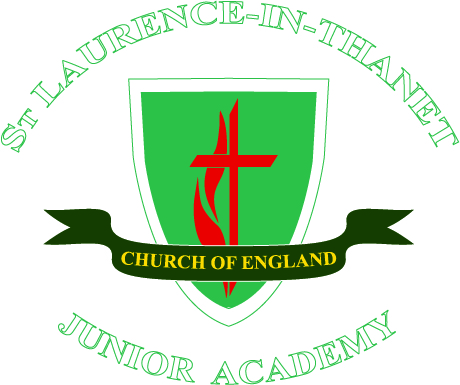 St LAURENCE-IN-THANET
CHURCH OF ENGLAND
JUNIOR ACADEMY